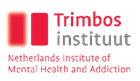 Trimbos
instituut
Netherlands Institute of
Mental Health and Addiction